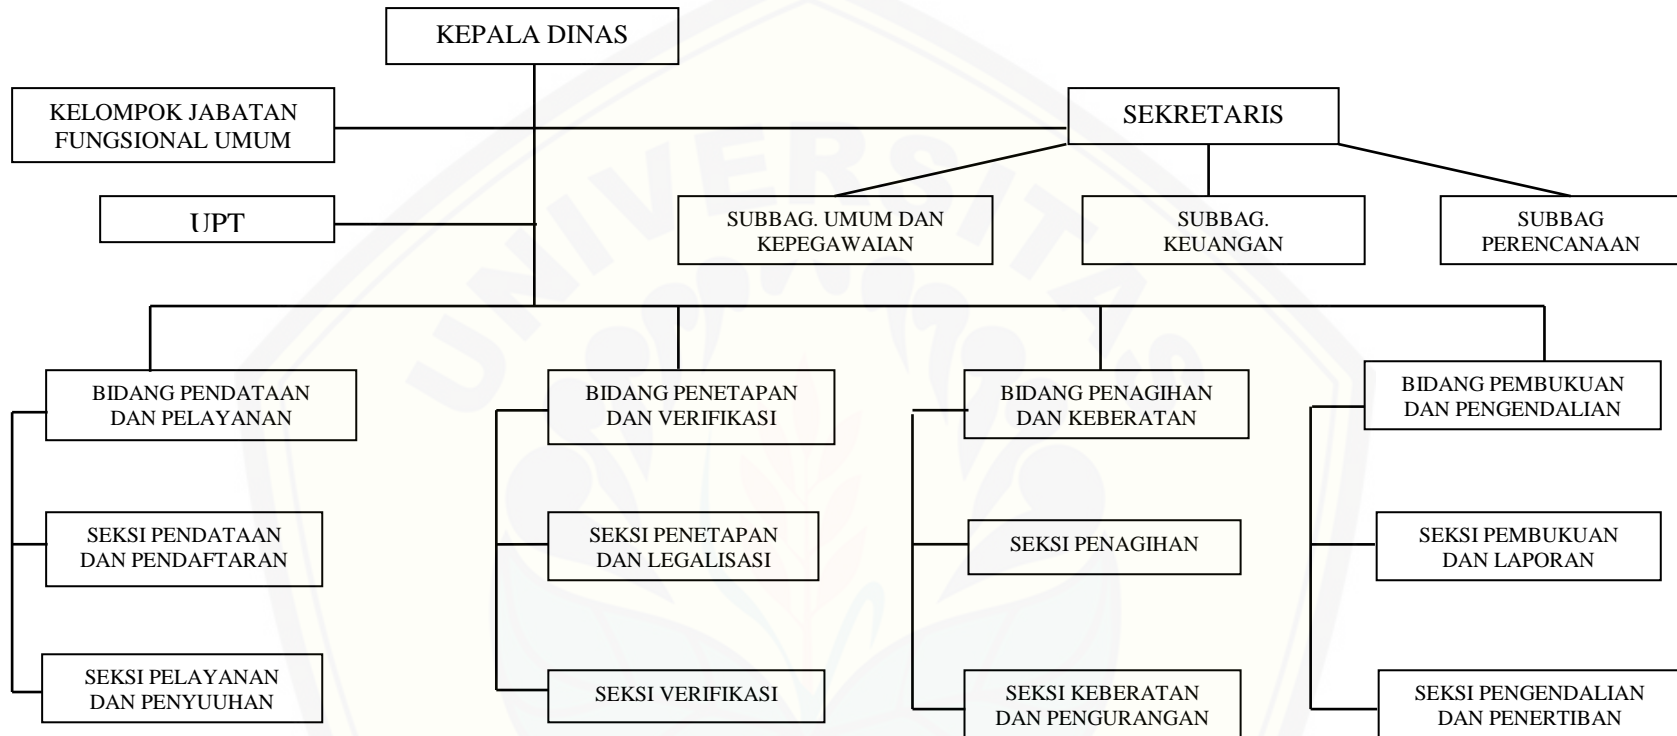 KEPALA DINAS
KELOMPOK JABATAN
FUNGSIONAL UMUM
SEKRETARIS
UPT
SUBBAG. UMUM DAN
KEPEGAWAIAN
SUBBAG.
KEUANGAN
SUBBAG
PERENCANAAN
UNIVERSITAS
BIDANG PENDATAAN
DAN PELAYANAN
BIDANG PENETAPAN
DAN VERIFIKASI
BIDANG PENAGIHAN
DAN KEBERATAN
BIDANG PEMBUKUAN
DAN PENGENDALIAN
SEKSI PENDATAAN
DAN PENDAFTARAN
SEKSI PENETAPAN
DAN LEGALISASI
SEKSI PENAGIHAN
SEKSI PEMBUKUAN
DAN LAPORAN
SEKSI PELAYANAN
DAN PENYUUHAN
SEKSI VERIFIKASI
SEKSI KEBERATAN
DAN PENGURANGAN
SEKSI PENGENDALIAN
DAN PENERTIBAN